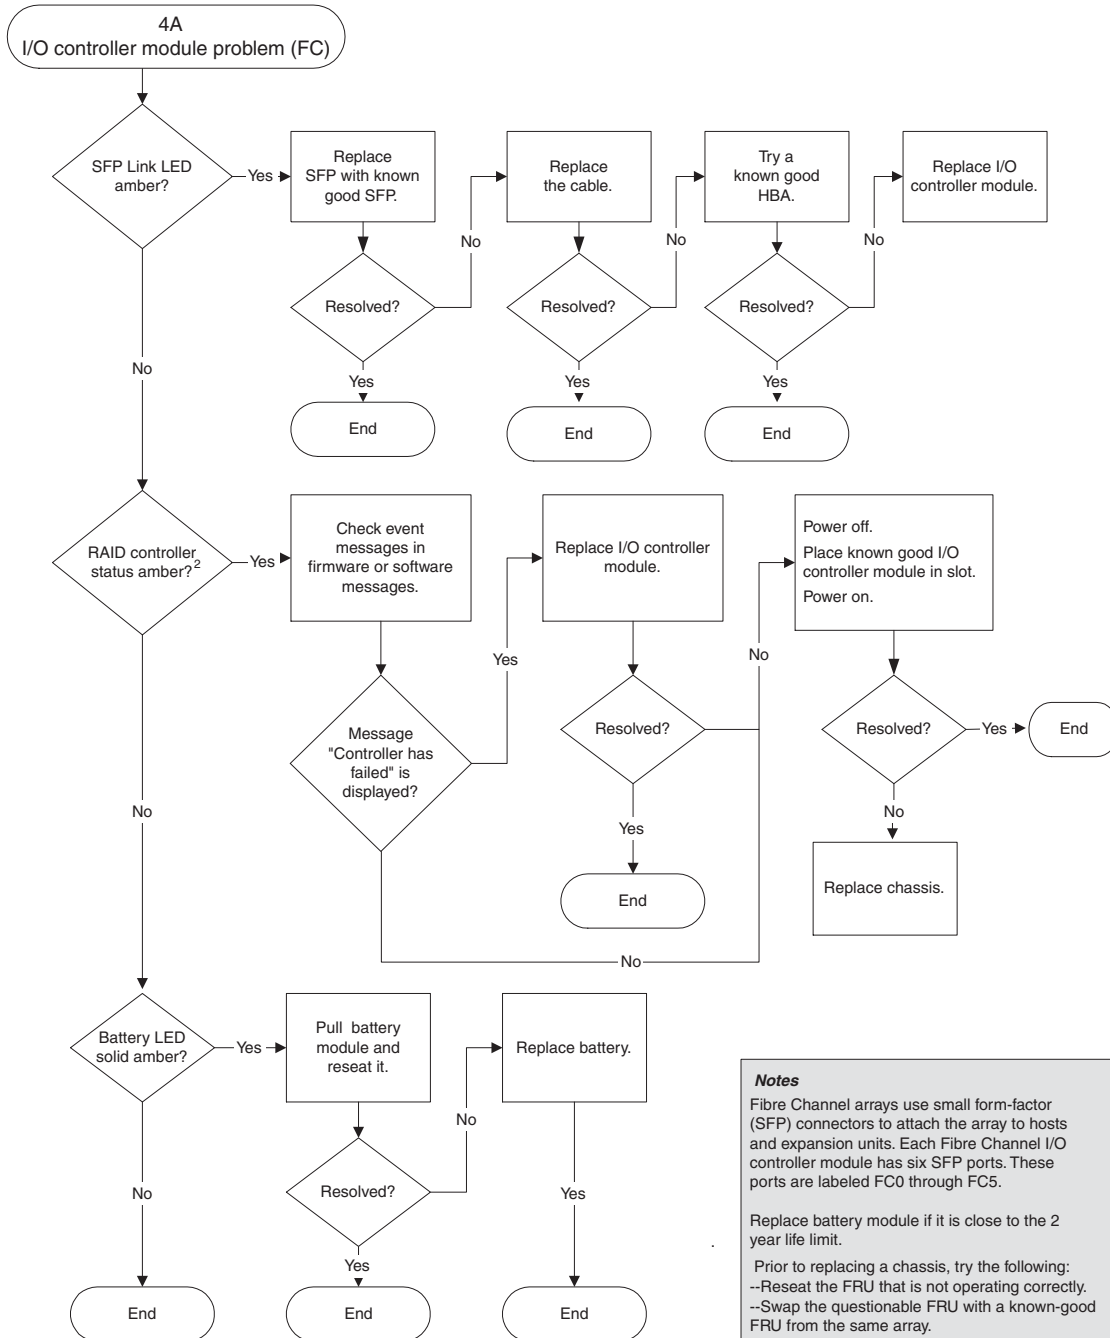 4A
I/O controller module problem (FC)
SFP Link LED
amber?
Yes
Replace
SFP with known
good SFP.
Replace
the cable.
Try a
known good
HBA.
Replace I/O
controller module.
No
No
No
Resolved?
Resolved?
Resolved?
No
Yes
Yes
Yes
End
End
End
RAID controller
status amber?2
Yes
Check event
messages in
firmware or software
messages.
Replace I/O controller
module.
Power off.
Place known good I/O
controller module in slot.
Power on.
Yes
No
Message
"Controller has
failed" is
displayed?
Resolved?
Resolved?
Yes
End
No
Yes
No
End
Replace chassis.
No
Battery LED
solid amber?
Yes
Pull battery
module and
reseat it.
Replace battery.
No
No
Resolved?
Yes
Yes
End
End
End
Notes
Fibre Channel arrays use small form-factor
(SFP) connectors to attach the array to hosts
and expansion units. Each Fibre Channel I/O
controller module has six SFP ports. These
ports are labeled FC0 through FC5.
Replace battery module if it is close to the 2
year life limit.
Prior to replacing a chassis, try the following:
--Reseat the FRU that is not operating correctly.
--Swap the questionable FRU with a known-good
FRU from the same array.